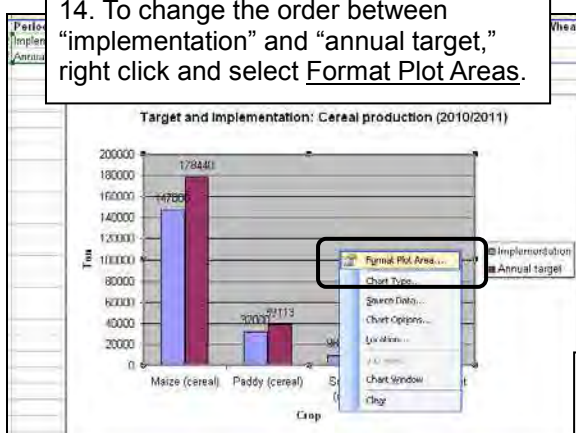 14. To change the order between
“implementation” and “annual target,”
right click and select Format Plot Areas.
Target and Implementation: Cereal production (2010/2011)
200000
180000
160000
140000
120000
100000
80000
60000
40000
20000
0
Ton
178440
32000
39113
Maize (cereal)
Paddy (cereal)
Crop
Implementation
Annual target
Format Plot Area...
Chart Type...
Source Data...
Chart Options...
Location...
Chart Window
Clear